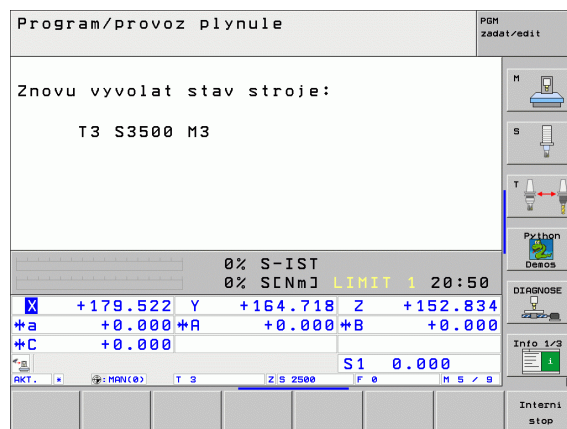 Program/provoz plynule
PGM
zadat/edit
Znovu vyvolat stav stroje:
T3 S3500 M3
M
S
T
Python
Demos
DIAGNOSE
Info 1/3
0% S-IST
0% S[Nm] LIMIT 1 20:50
X +179.522 Y +164.718 Z +152.834
a +0.000 A +0.000 B +0.000
C +0.000
S1 0.000
AKT. * : MAN(0) T 3 Z S 2500 F 0 M 5 / 9
Interni
stop